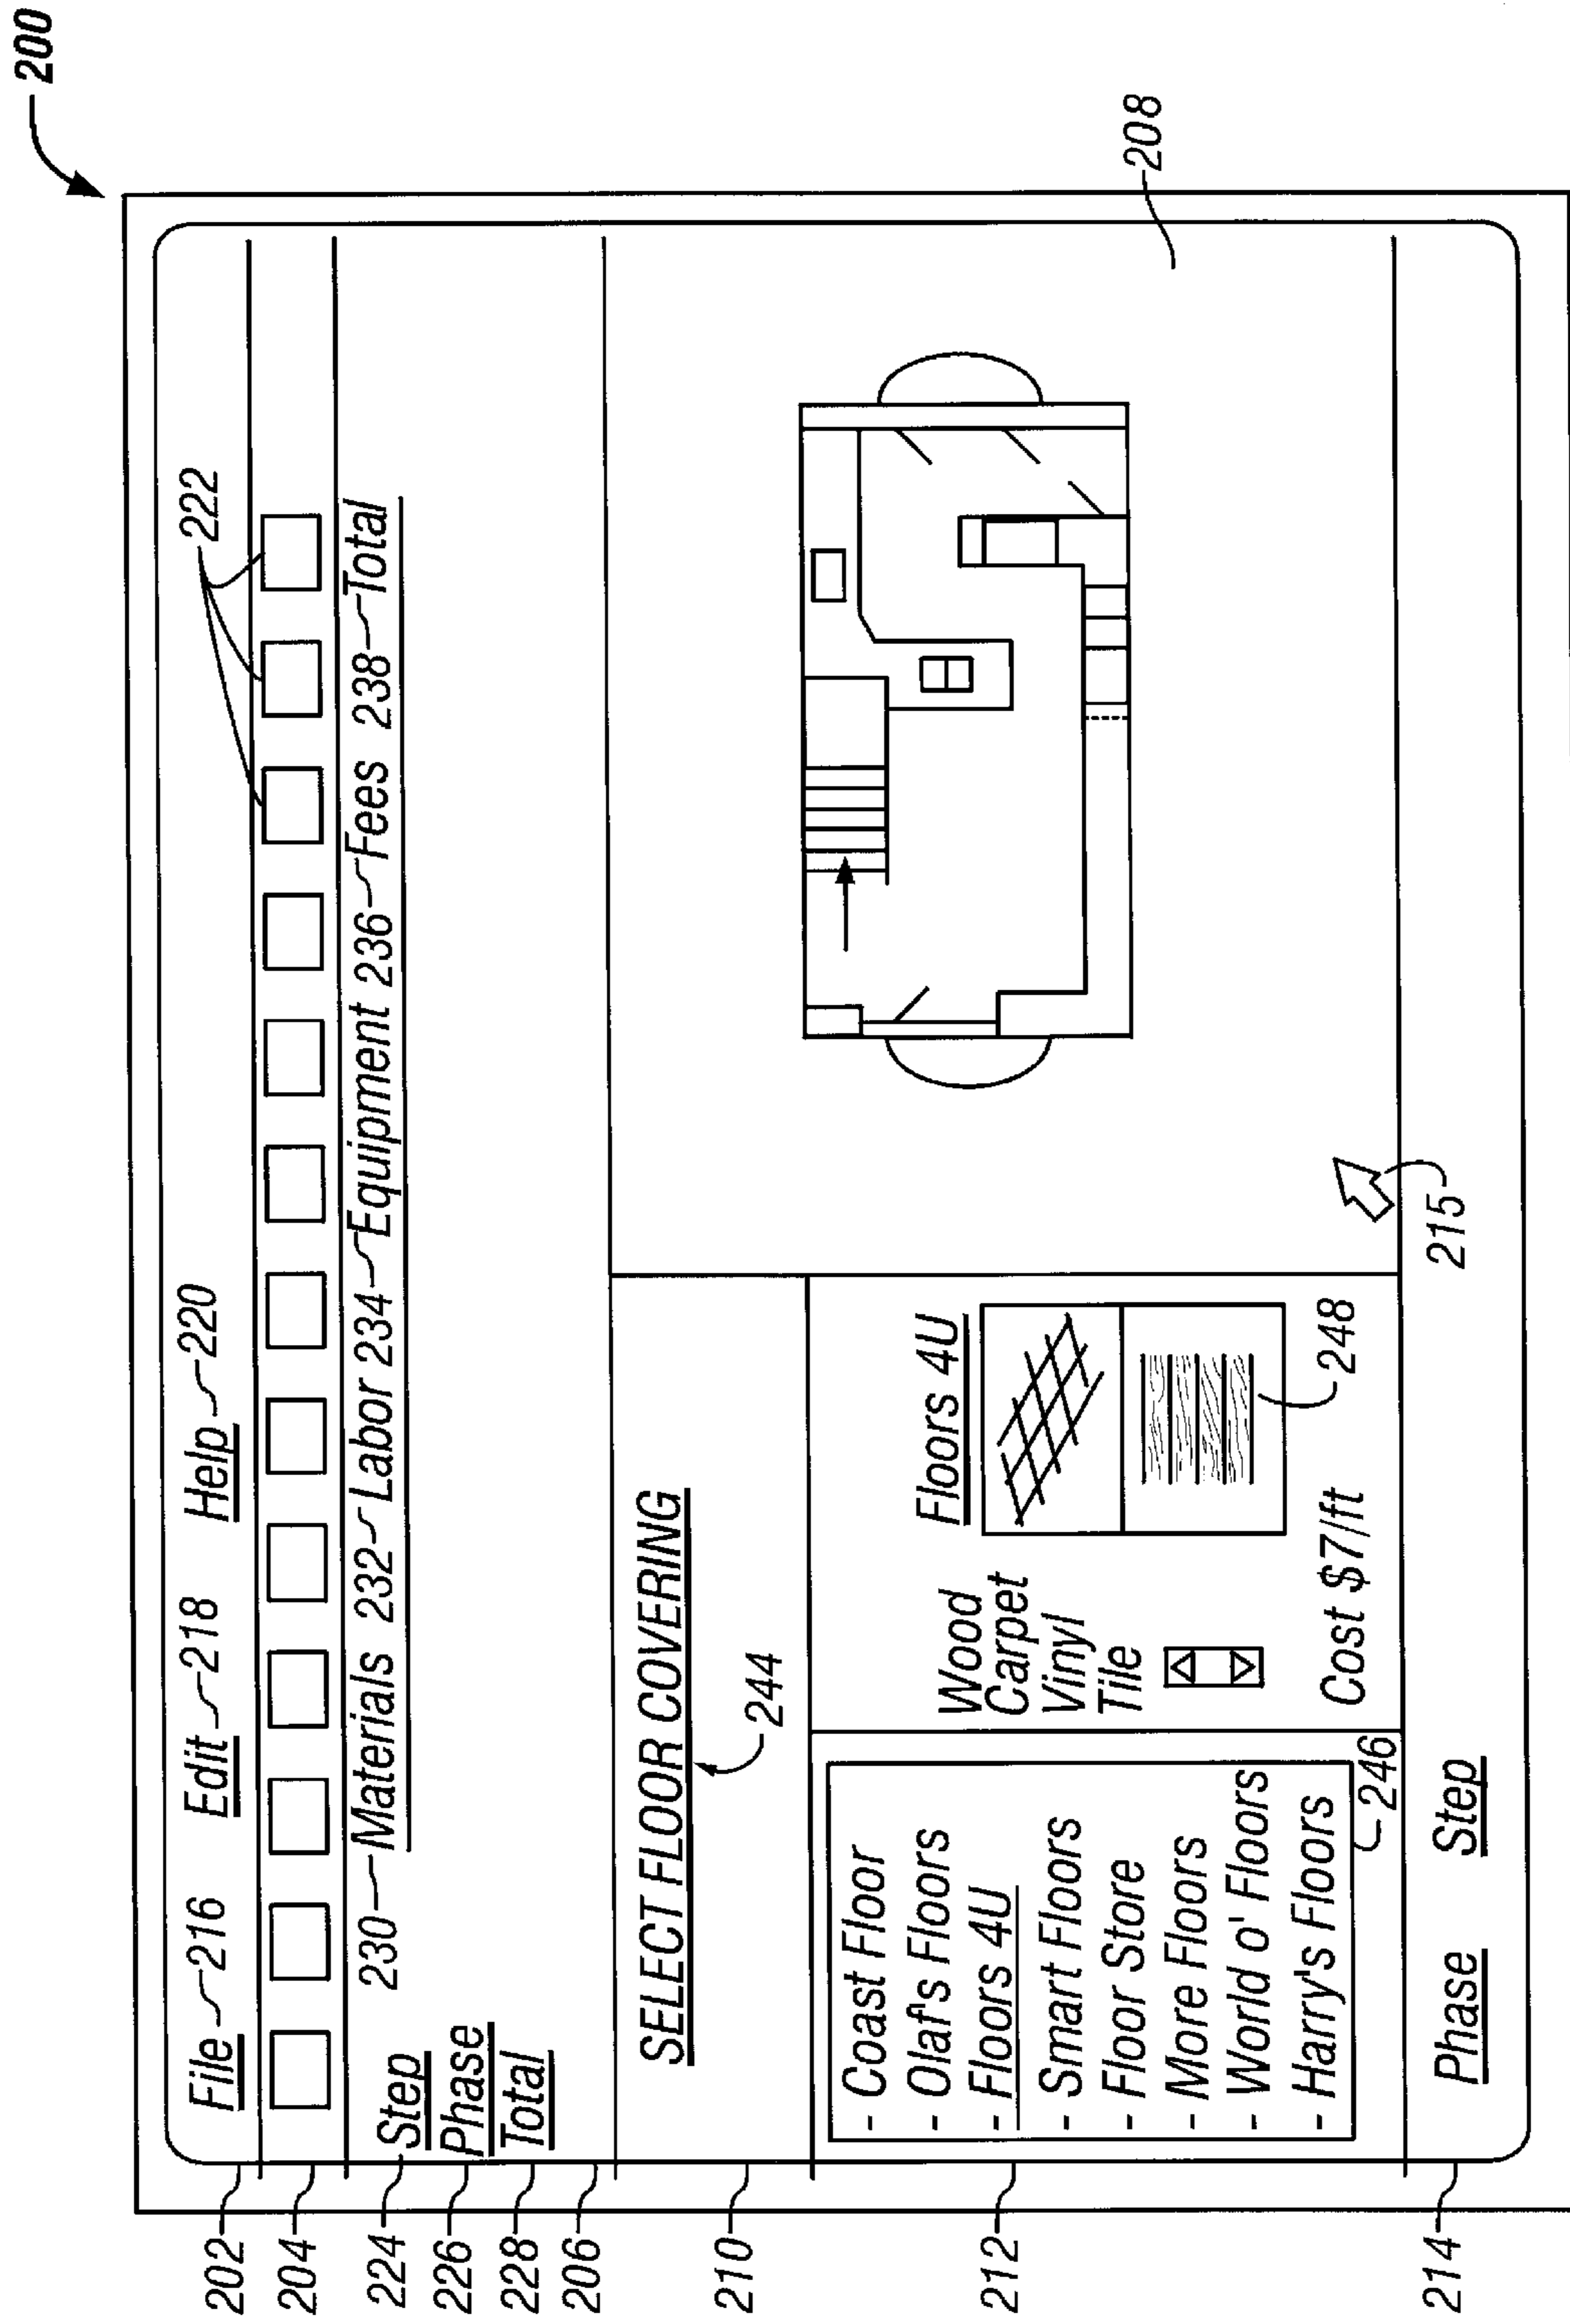 200
File 216 Edit 218 Help 220 222
202
204
230 Materials 232 Labor 234 Equipment 236 Fees 238 Total
224 Step
226 Phase
228 Total
206
210
SELECT FLOOR COVERING
244
208
212
- Coast Floor
- Olaf's Floors
- Floors 4U
- Smart Floors
- Floor Store
- More Floors
- World o' Floors
- Harry's Floors
246
Wood
Carpet
Vinyl
Tile
Cost $7/ft
Floors 4U
248
215
214
Phase Step